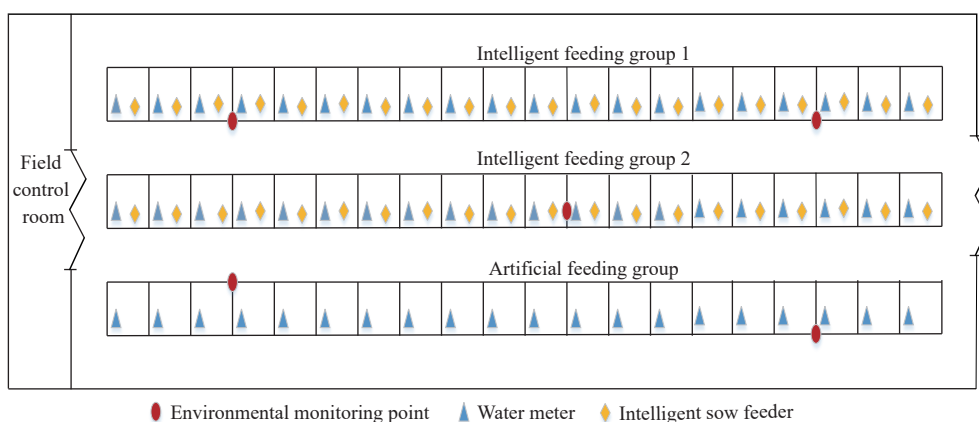 Intelligent feeding group 1
Intelligent feeding group 2
Field
control
room
Artificial feeding group
Environmental monitoring point Water meter Intelligent sow feeder